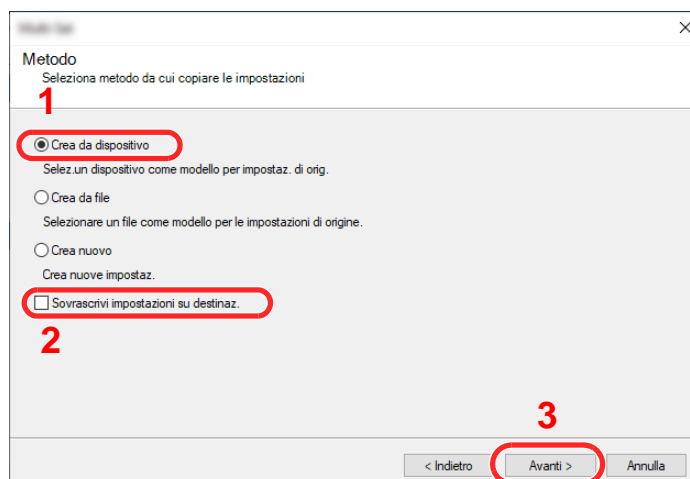 Metodo
Seleziona metodo da cui copiare le impostazioni
1
Crea da dispositivo
Selez.un dispositivo come modello per impostaz. di orig.
Crea da file
Selezionare un file come modello per le impostazioni di origine.
Crea nuovo
Crea nuove impostaz.
Sovrascrivi impostazioni su destinaz.
2
3
< Indietro Avanti > Annulla